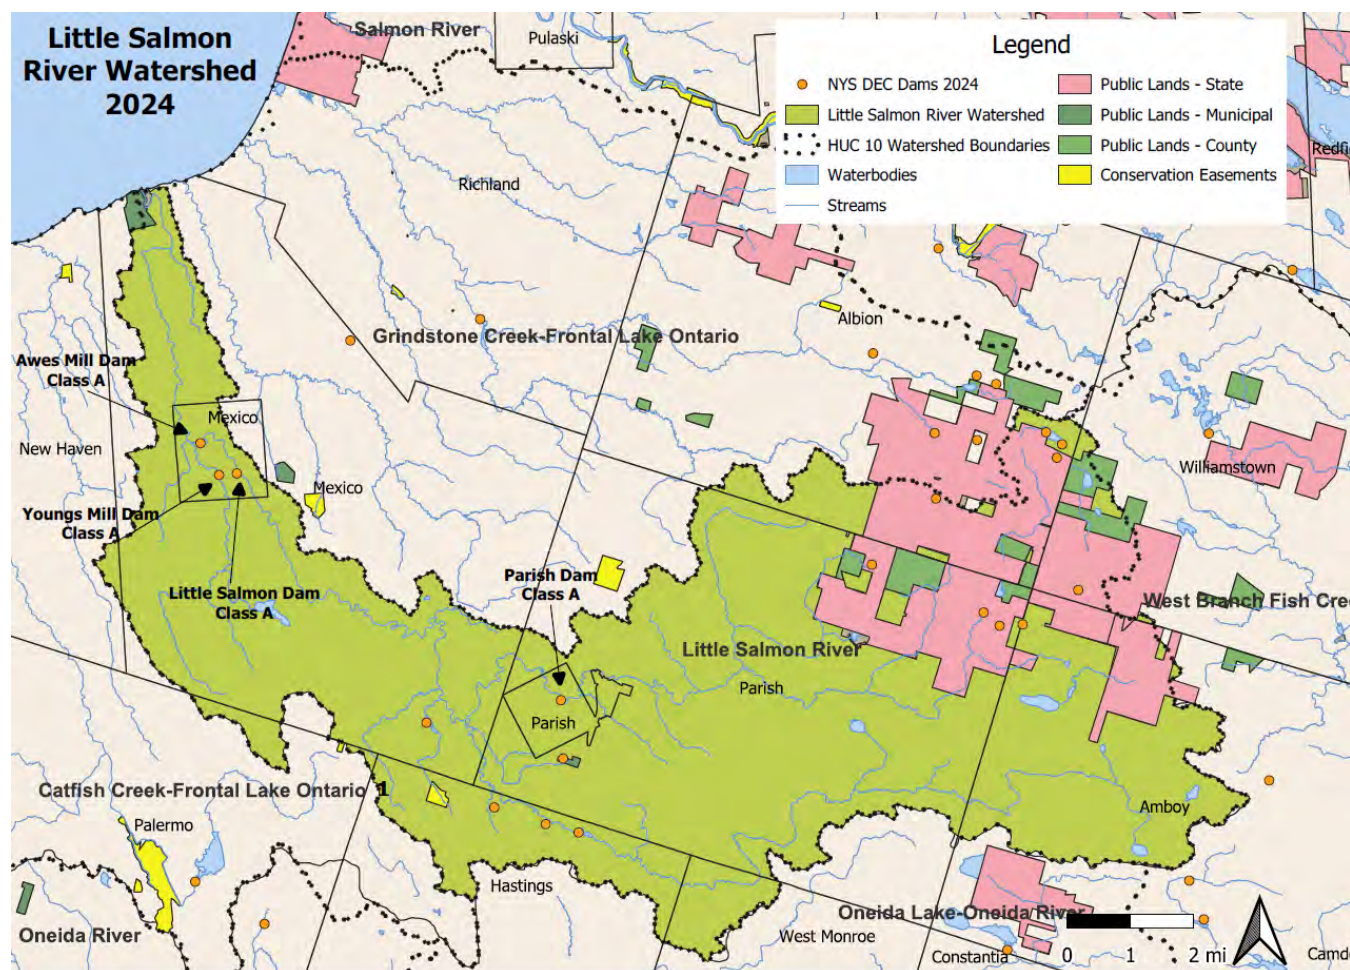 Little Salmon
River Watershed
2024
Salmon River
Pulaski
Legend
NYS DEC Dams 2024
Little Salmon River Watershed
HUC 10 Watershed Boundaries
Waterbodies
Streams
Public Lands - State
Public Lands - Municipal
Public Lands - County
Conservation Easements
Redfi
Richland
Albion
Grindstone Creek-Frontal Lake Ontario
Awes Mill Dam
Class A
Mexico
New Haven
Mexico
Williamstown
Youngs Mill Dam
Class A
Little Salmon Dam
Class A
Parish Dam
Class A
West Branch Fish Cree
Little Salmon River
Parish
Parish
Catfish Creek-Frontal Lake Ontario 1
Palermo
Amboy
Hastings
Oneida River
Oneida Lake-Oneida River
West Monroe
Constantia
0 1 2 mi
Camd